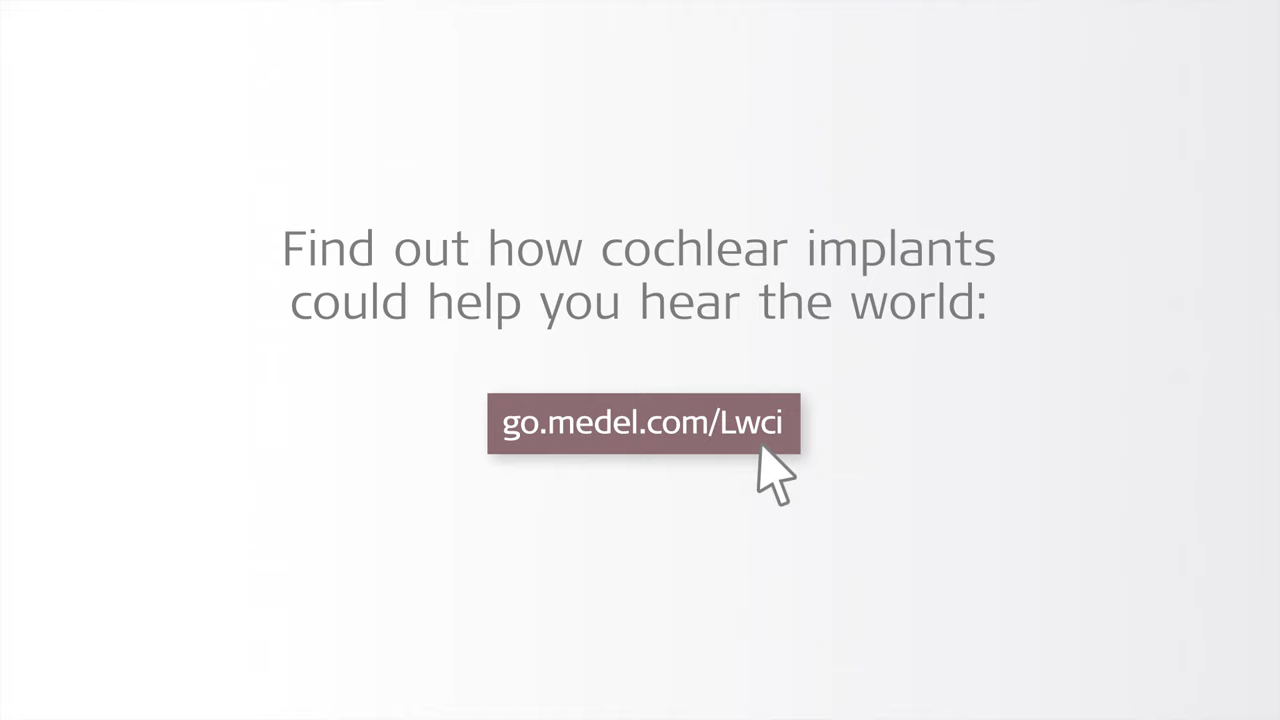 Find out how cochlear implants
could help you hear the world:
go.medel.com/Lwci